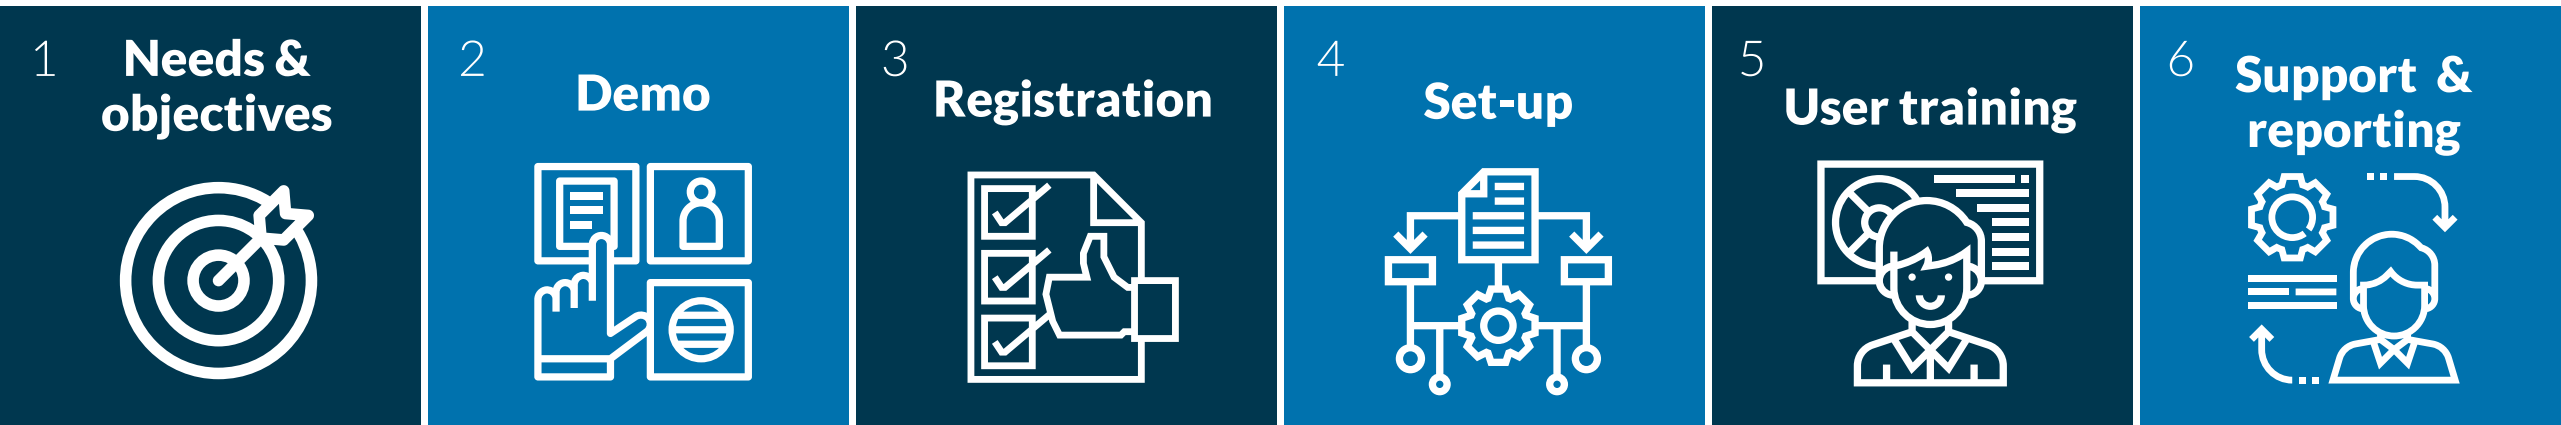 1
Needs &
objectives
2
Demo
3
Registration
4
Set-up
5
User training
6
Support &
reporting